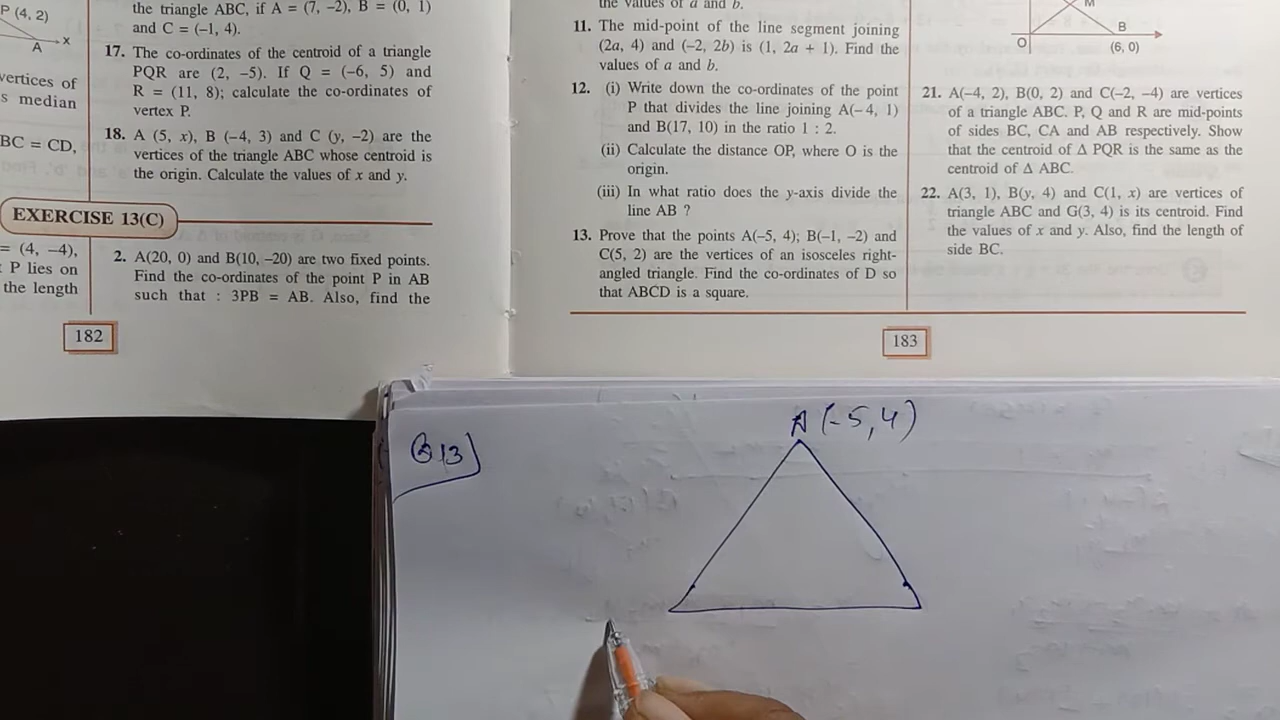 P (4, 2)
A
x
vertices of
s median
BC = CD,
the triangle ABC, if A = (7, –2), B = (0, 1)
and C = (–1, 4).
17. The co-ordinates of the centroid of a triangle
PQR are (2, –5). If Q = (–6, 5) and
R = (11, 8); calculate the co-ordinates of
vertex P.
18. A (5, x), B (–4, 3) and C (y, –2) are the
vertices of the triangle ABC whose centroid is
the origin. Calculate the values of x and y.
EXERCISE 13(C)
= (4, –4),
P lies on
the length
2. A(20, 0) and B(10, –20) are two fixed points.
Find the co-ordinates of the point P in AB
such that : 3PB = AB. Also, find the
182
the values of a and b.
11. The mid-point of the line segment joining
(2a, 4) and (–2, 2b) is (1, 2a + 1). Find the
values of a and b.
12. (i) Write down the co-ordinates of the point
P that divides the line joining A(– 4, 1)
and B(17, 10) in the ratio 1 : 2.
(ii) Calculate the distance OP, where O is the
origin.
(iii) In what ratio does the y-axis divide the
line AB ?
13. Prove that the points A(–5, 4); B(–1, –2) and
C(5, 2) are the vertices of an isosceles right-
angled triangle. Find the co-ordinates of D so
that ABCD is a square.
M
B
O
(6, 0)
21. A(–4, 2), B(0, 2) and C(–2, –4) are vertices
of a triangle ABC. P, Q and R are mid-points
of sides BC, CA and AB respectively. Show
that the centroid of Δ PQR is the same as the
centroid of Δ ABC.
22. A(3, 1), B(y, 4) and C(1, x) are vertices of
triangle ABC and G(3, 4) is its centroid. Find
the values of x and y. Also, find the length of
side BC.
183
Q13
A (-5,4)